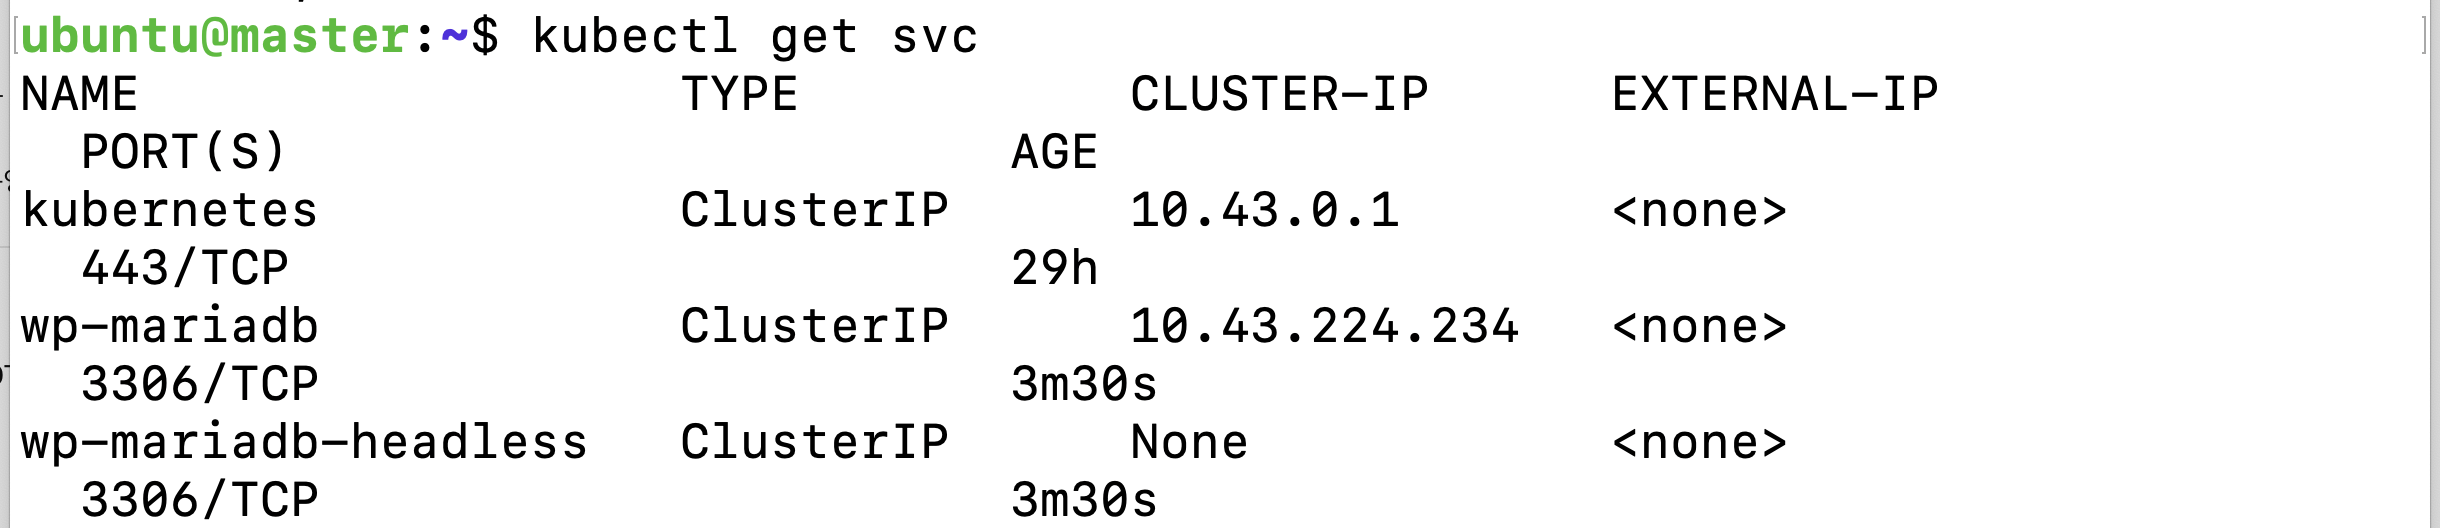 ubuntu@master:~$ kubectl get svc
NAME TYPE CLUSTER-IP EXTERNAL-IP
PORT(S) AGE
kubernetes ClusterIP 10.43.0.1 <none>
443/TCP 29h
wp-mariadb ClusterIP 10.43.224.234 <none>
3306/TCP 3m30s
wp-mariadb-headless ClusterIP None <none>
3306/TCP 3m30s